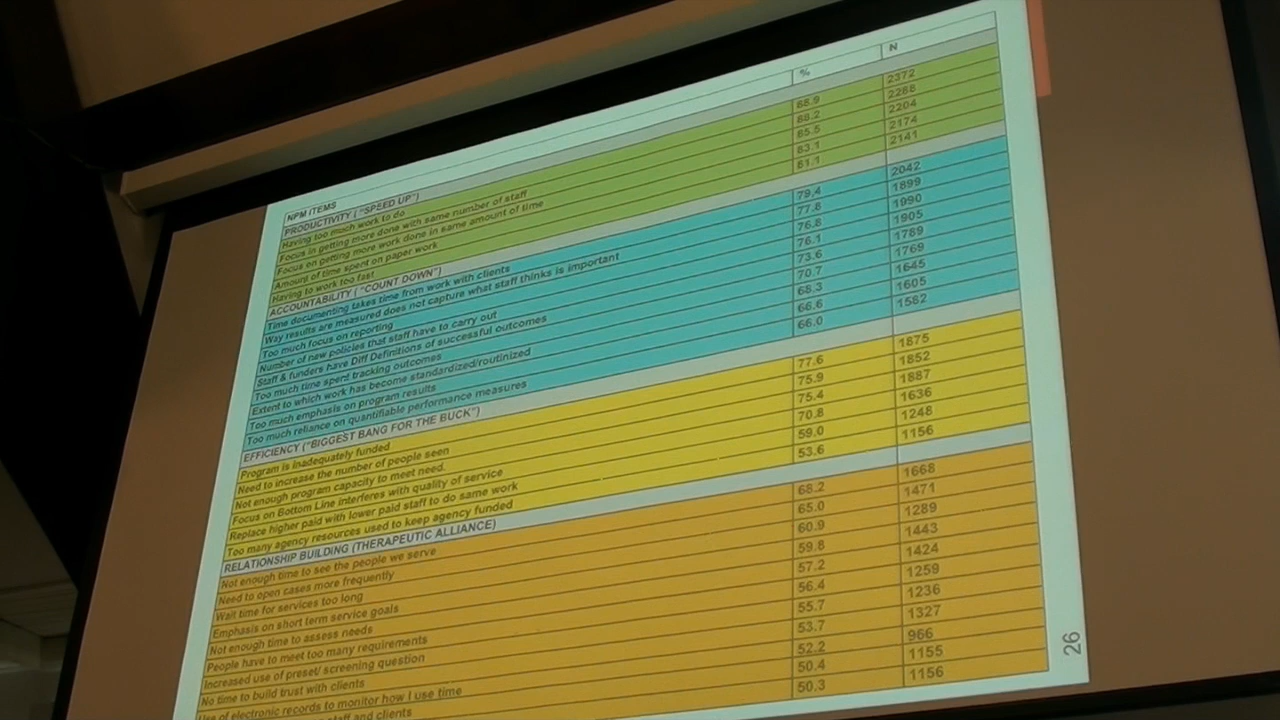 NPM ITEMS % N
PRODUCTIVITY ( "SPEED UP")
Having too much work to do 88.9 2372
Focus in getting more done with same number of staff 88.2 2288
Focus on getting more work done in same amount of time 85.5 2204
Amount of time spent on paper work 83.1 2174
Having to work too fast 81.1 2141
ACCOUNTABILITY ( "COUNT DOWN")
Time documenting takes time from work with clients 79.4 2042
Way results are measured does not capture what staff thinks is important 77.8 1899
Too much focus on reporting 76.8 1990
Number of new policies that staff have to carry out 76.1 1905
Staff & funders have Diff Definitions of successful outcomes 73.6 1789
Too much time spent tracking outcomes 70.7 1769
Extent to which work has become standardized/routinized 68.3 1645
Too much emphasis on program results 66.6 1605
Too much reliance on quantifiable performance measures 66.0 1582
EFFICIENCY ("BIGGEST BANG FOR THE BUCK")
Program is inadequately funded 77.6 1875
Need to increase the number of people seen 75.9 1852
Not enough program capacity to meet need. 75.4 1887
Focus on Bottom Line interferes with quality of service 70.8 1636
Replace higher paid with lower paid staff to do same work 59.0 1248
Too many agency resources used to keep agency funded 53.6 1156
RELATIONSHIP BUILDING (THERAPEUTIC ALLIANCE)
Not enough time to see the people we serve 68.2 1668
Need to open cases more frequently 65.0 1471
Wait time for services too long 60.9 1289
Emphasis on short term service goals 59.8 1443
Not enough time to assess needs 57.2 1424
People have to meet too many requirements 56.4 1259
Increased use of preset/ screening question 55.7 1236
No time to build trust with clients 53.7 1327
Use of electronic records to monitor how I use time 52.2 966
staff and clients 50.4 1155
50.3 1156
26